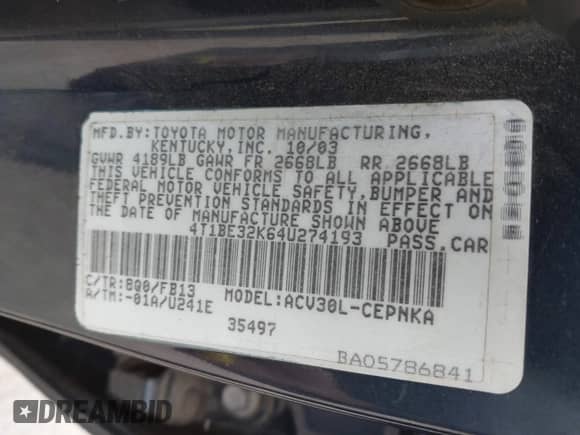 MFD.BY:TOYOTA MOTOR MANUFACTURING,
KENTUCKY,INC. 10/03
GVWR 4189LB GAWR FR 2668LB RR 2668LB
THIS VEHICLE CONFORMS TO ALL APPLICABLE
FEDERAL MOTOR VEHICLE SAFETY,BUMPER,AND
THEFT PREVENTION STANDARDS IN EFFECT ON
THE DATE OF MANUFACTURE SHOWN ABOVE
4T1BE32K64U274193 PASS.CAR
C/TR:8Q0/FB13
A/TM:-01A/U241E
MODEL:ACV30L-CEPNKA
35497
BA05786841
DREAMBID